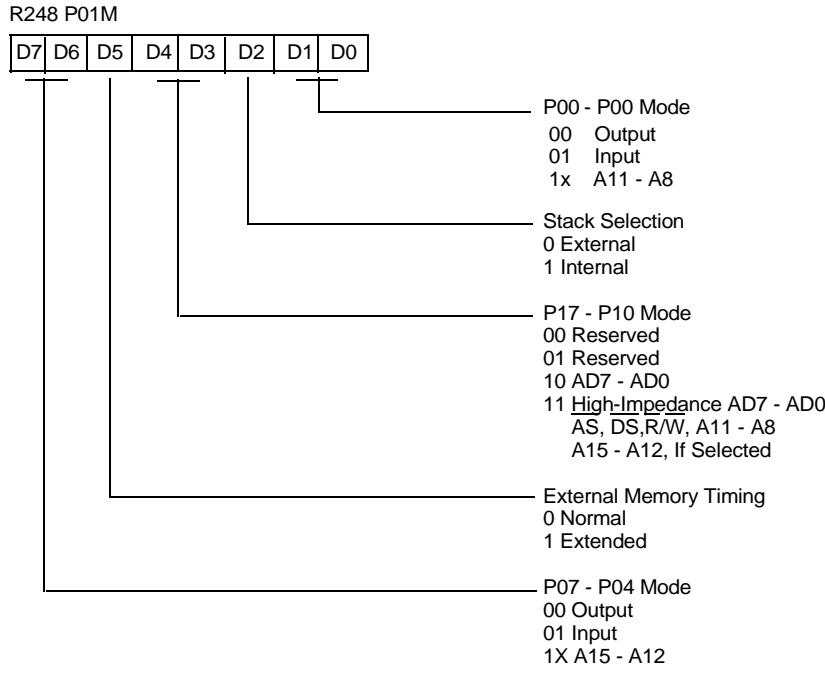 R248 P01M
D7 D6 D5 D4 D3 D2 D1 D0
P00 - P00 Mode
00 Output
01 Input
1x A11 - A8
Stack Selection
0 External
1 Internal
P17 - P10 Mode
00 Reserved
01 Reserved
10 AD7 - AD0
11 High-Impedance AD7 - AD0
AS, DS,R/W, A11 - A8
A15 - A12, If Selected
External Memory Timing
0 Normal
1 Extended
P07 - P04 Mode
00 Output
01 Input
1X A15 - A12